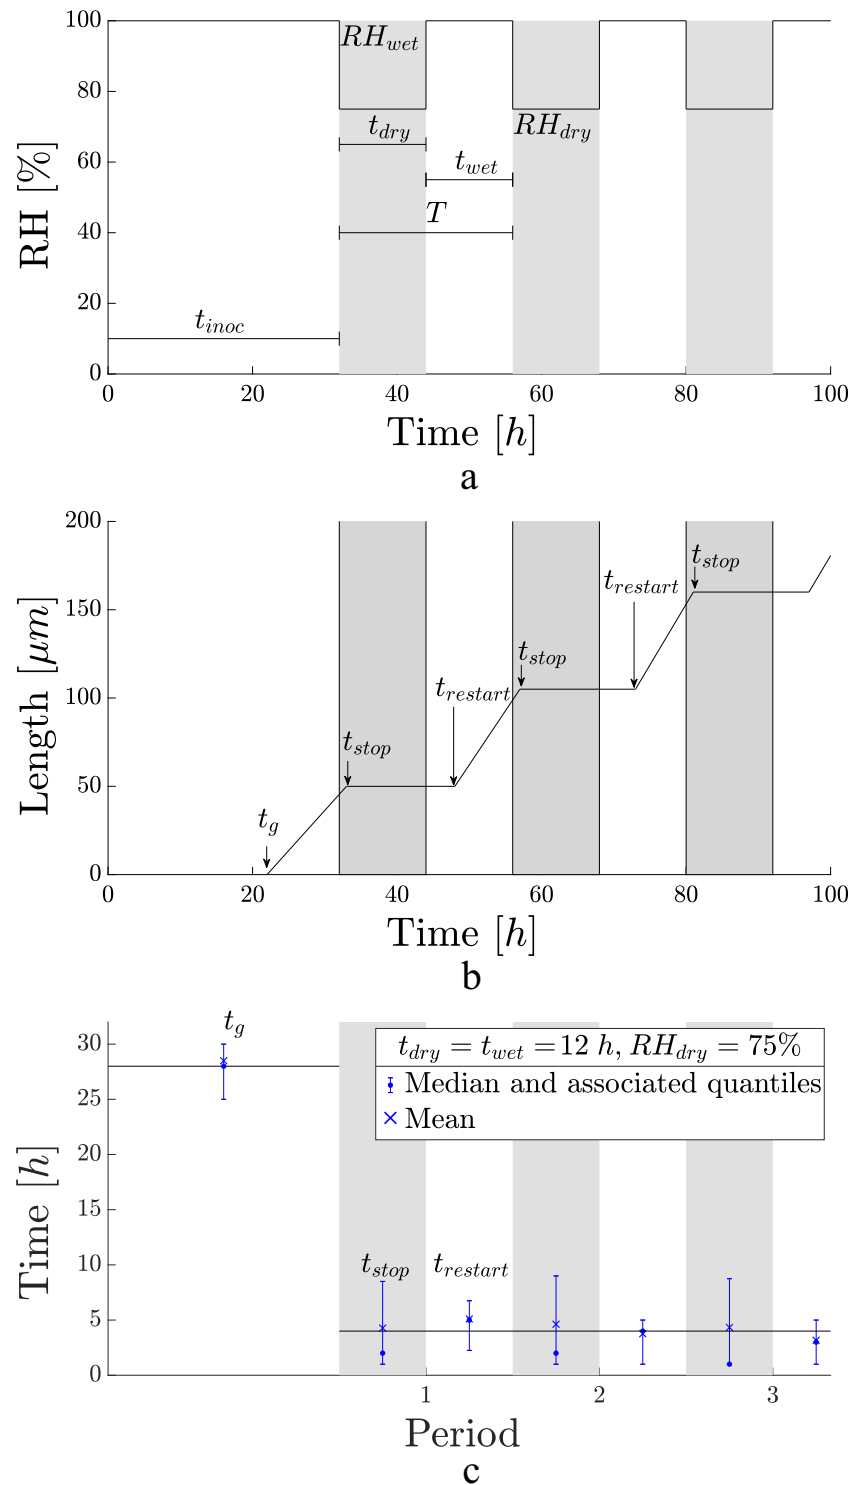 100
RH_wet
80
t_dry
RH_dry
60
t_wet
RH [%]
T
40
20
t_inoc
0
0 20 40 60 80 100
Time [h]
a
200
t_stop
t_restart
150
t_stop
Length [μm]
100
t_restart
t_stop
50
t_g
0
0 20 40 60 80 100
Time [h]
b
t_g
30
t_dry = t_wet = 12 h, RH_dry = 75%
Median and associated quantiles
25
Mean
20
Time [h]
15
10
t_stop t_restart
5
0
1 2 3
Period
c